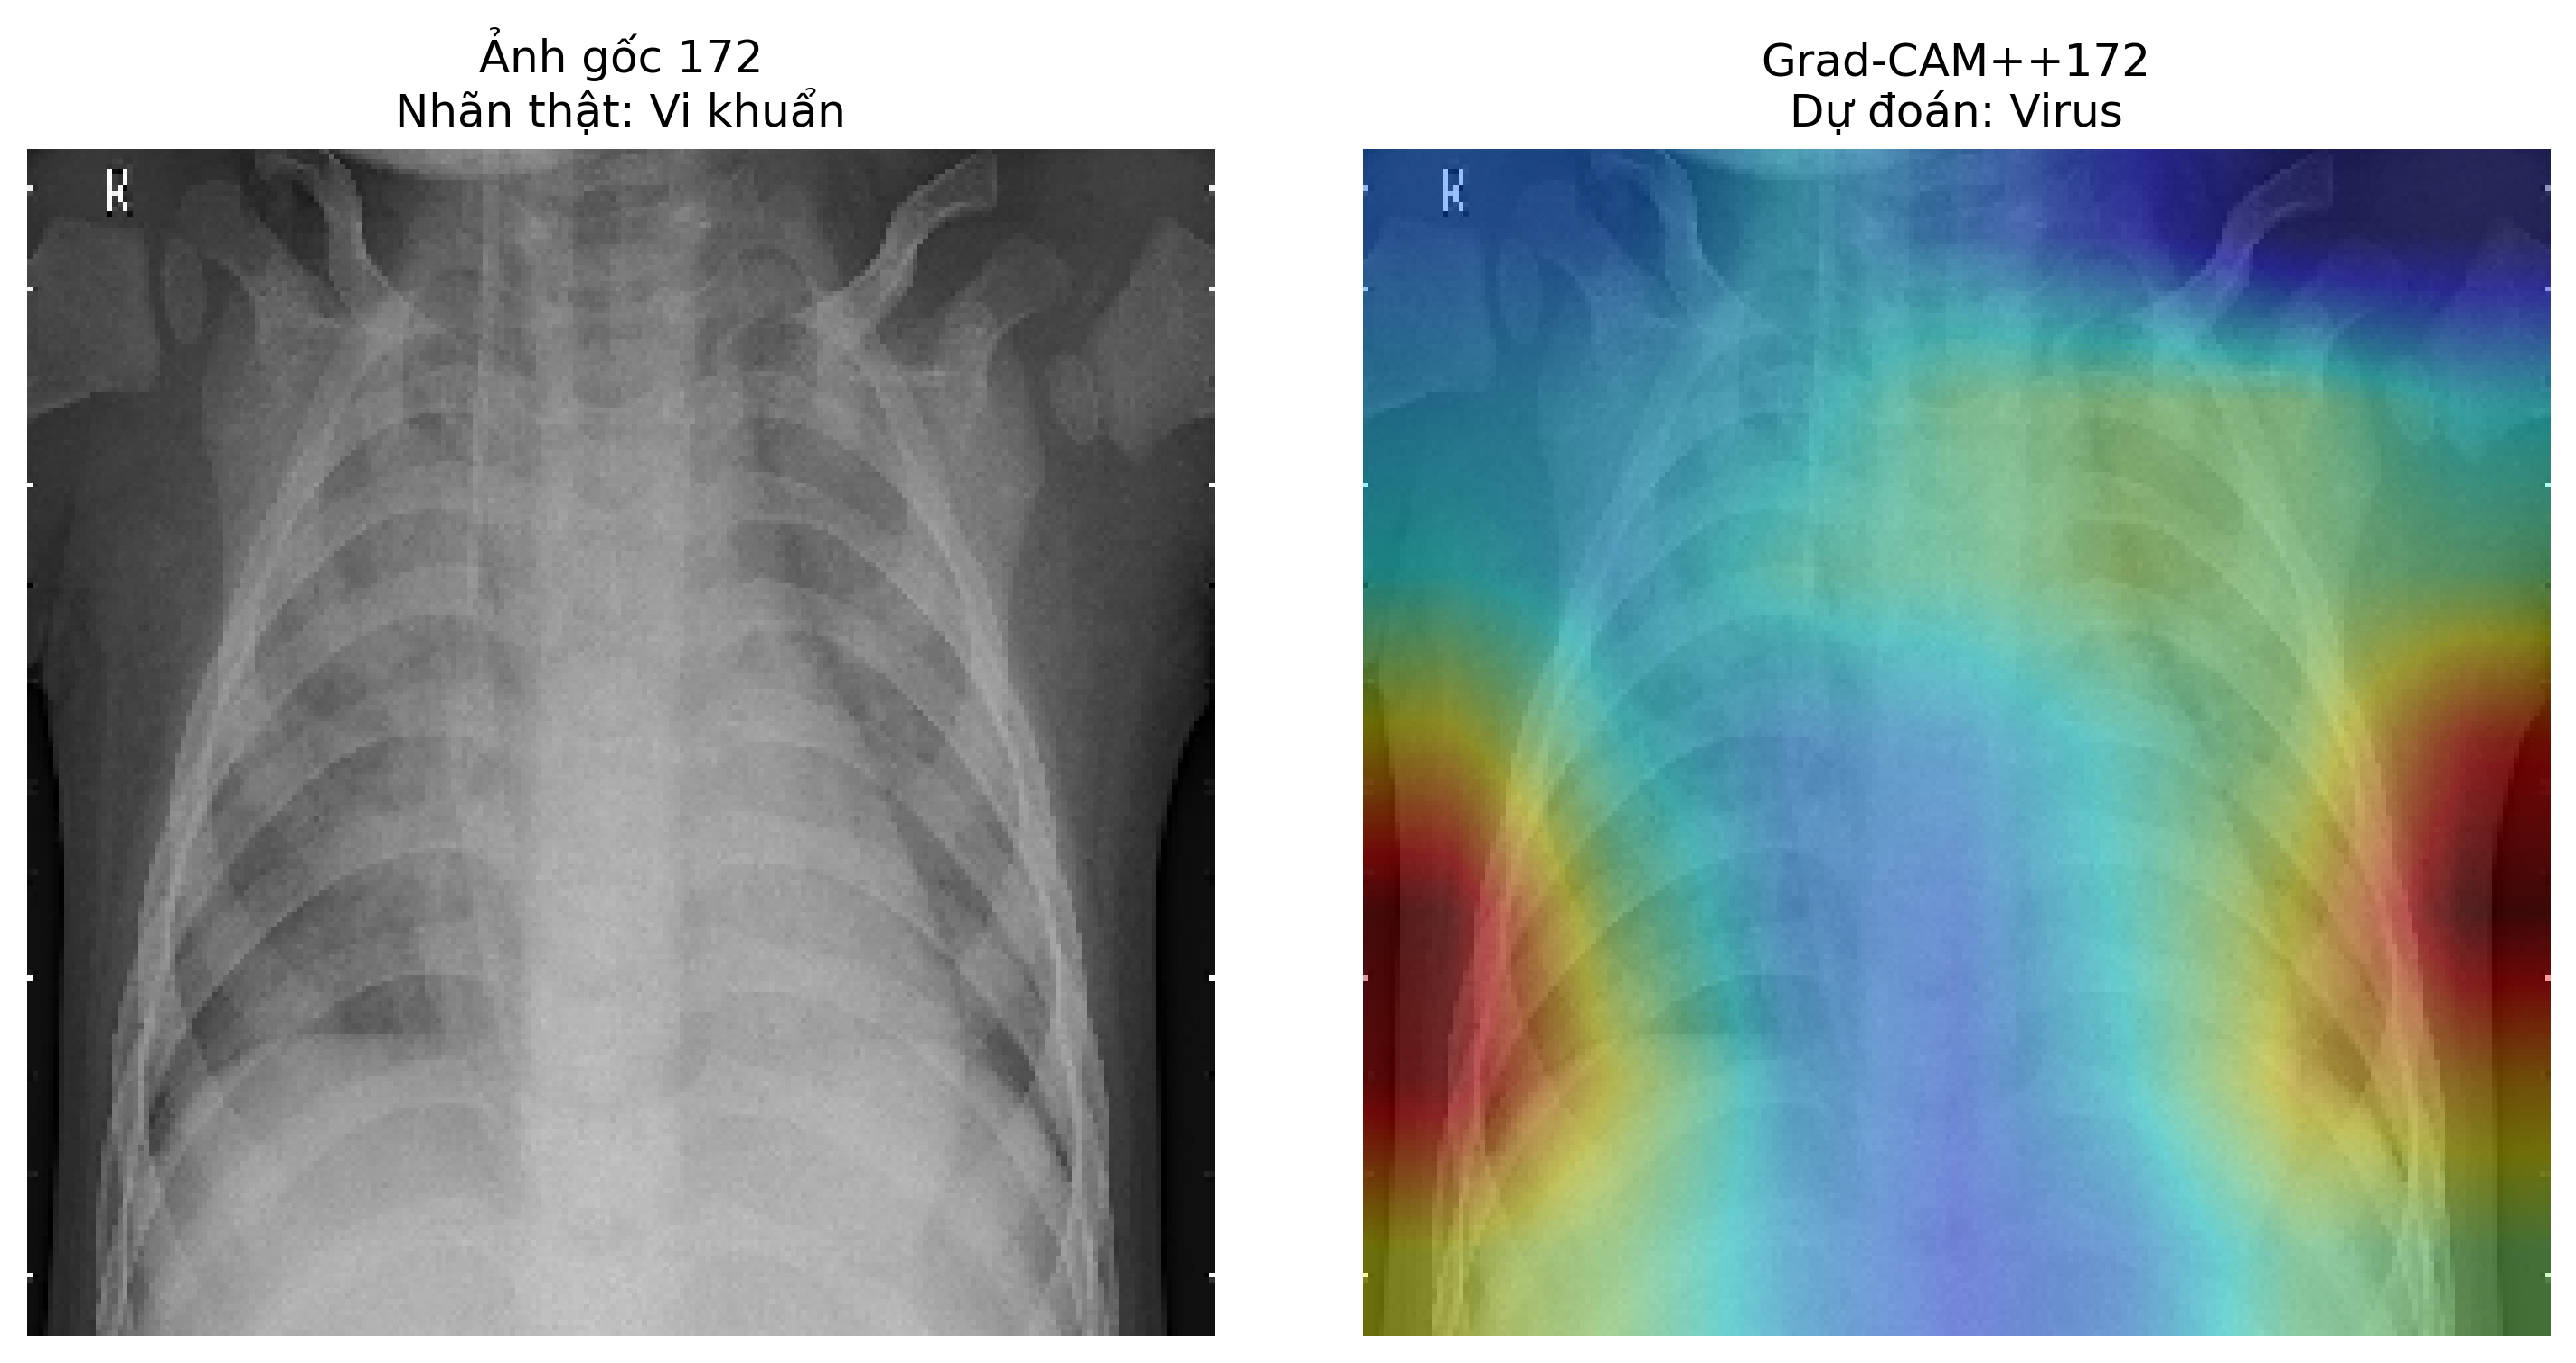 Ảnh gốc 172
Nhãn thật: Vi khuẩn
Grad-CAM++172
Dự đoán: Virus